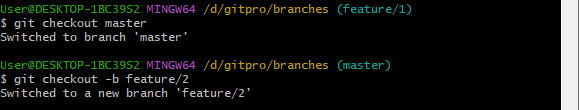 User@DESKTOP-1BC39S2 MINGW64 /d/gitpro/branches (feature/1)
$ git checkout master
Switched to branch 'master'
User@DESKTOP-1BC39S2 MINGW64 /d/gitpro/branches (master)
$ git checkout -b feature/2
Switched to a new branch 'feature/2'